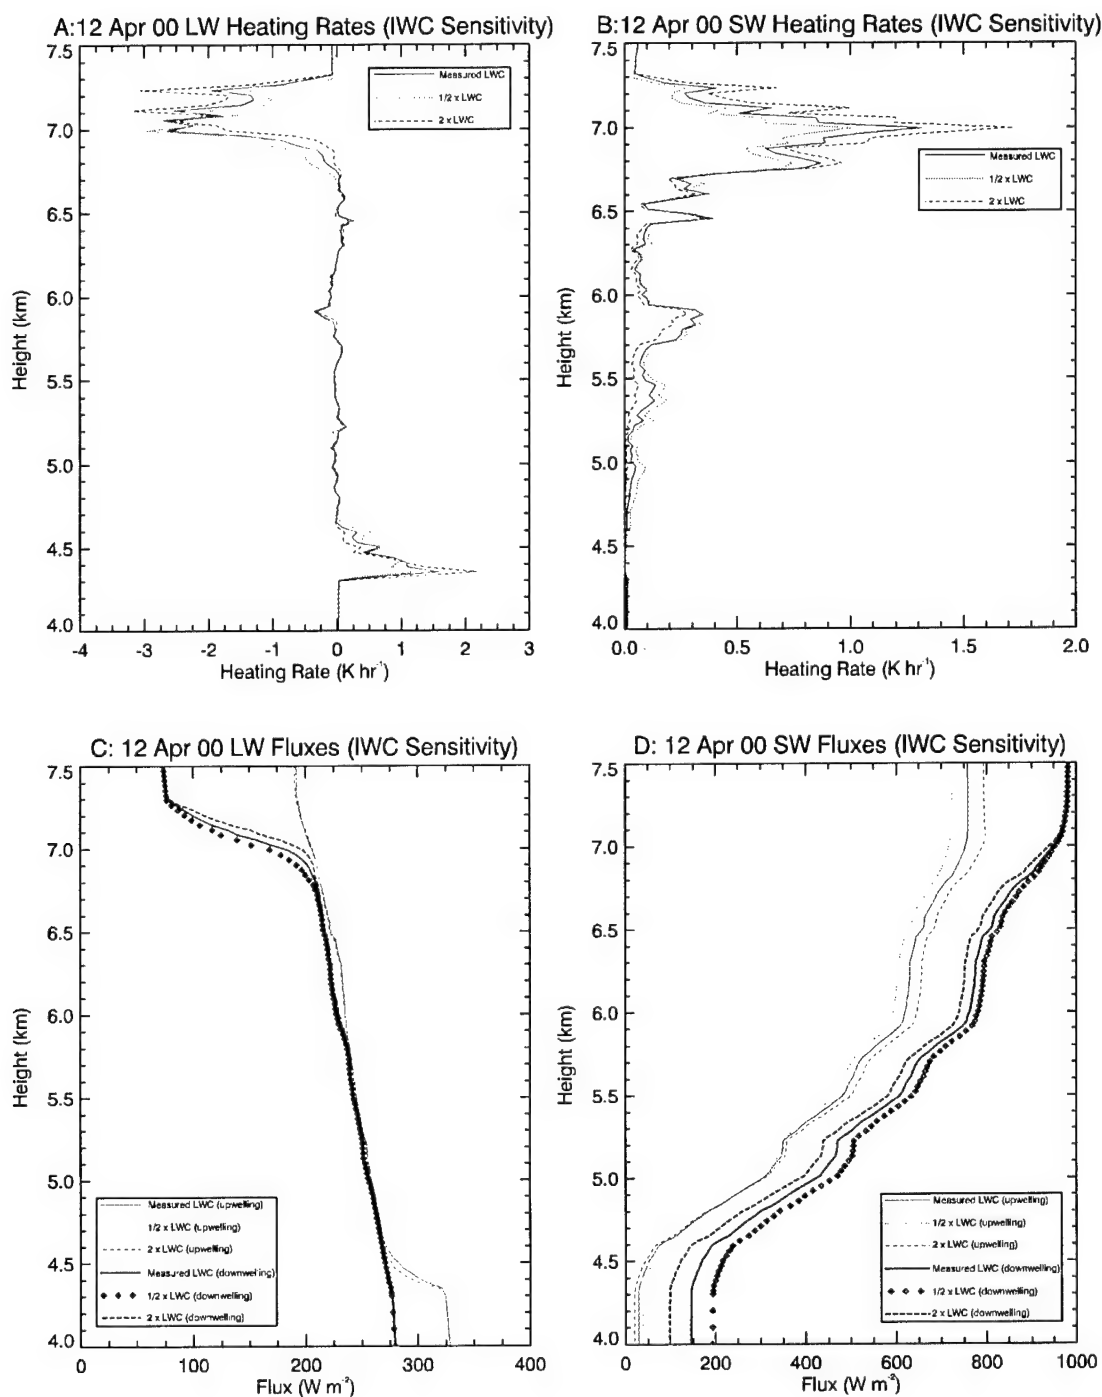 A:12 Apr 00 LW Heating Rates (IWC Sensitivity)
7.5
7.0
6.5
6.0
5.5
5.0
4.5
4.0
Height (km)
-4 -3 -2 -1 0 1 2 3
Heating Rate (K hr⁻¹)
Measured LWC
1/2 x LWC
2 x LWC
B:12 Apr 00 SW Heating Rates (IWC Sensitivity)
7.5
7.0
6.5
6.0
5.5
5.0
4.5
4.0
Height (km)
0.0 0.5 1.0 1.5 2.0
Heating Rate (K hr⁻¹)
Measured LWC
1/2 x LWC
2 x LWC
C: 12 Apr 00 LW Fluxes (IWC Sensitivity)
7.5
7.0
6.5
6.0
5.5
5.0
4.5
4.0
Height (km)
0 100 200 300 400
Flux (W m⁻²)
Measured LWC (upwelling)
1/2 x LWC (upwelling)
2 x LWC (upwelling)
Measured LWC (downwelling)
1/2 x LWC (downwelling)
2 x LWC (downwelling)
D: 12 Apr 00 SW Fluxes (IWC Sensitivity)
7.5
7.0
6.5
6.0
5.5
5.0
4.5
4.0
Height (km)
0 200 400 600 800 1000
Flux (W m⁻²)
Measured LWC (upwelling)
1/2 x LWC (upwelling)
2 x LWC (upwelling)
Measured LWC (downwelling)
1/2 x LWC (downwelling)
2 x LWC (downwelling)